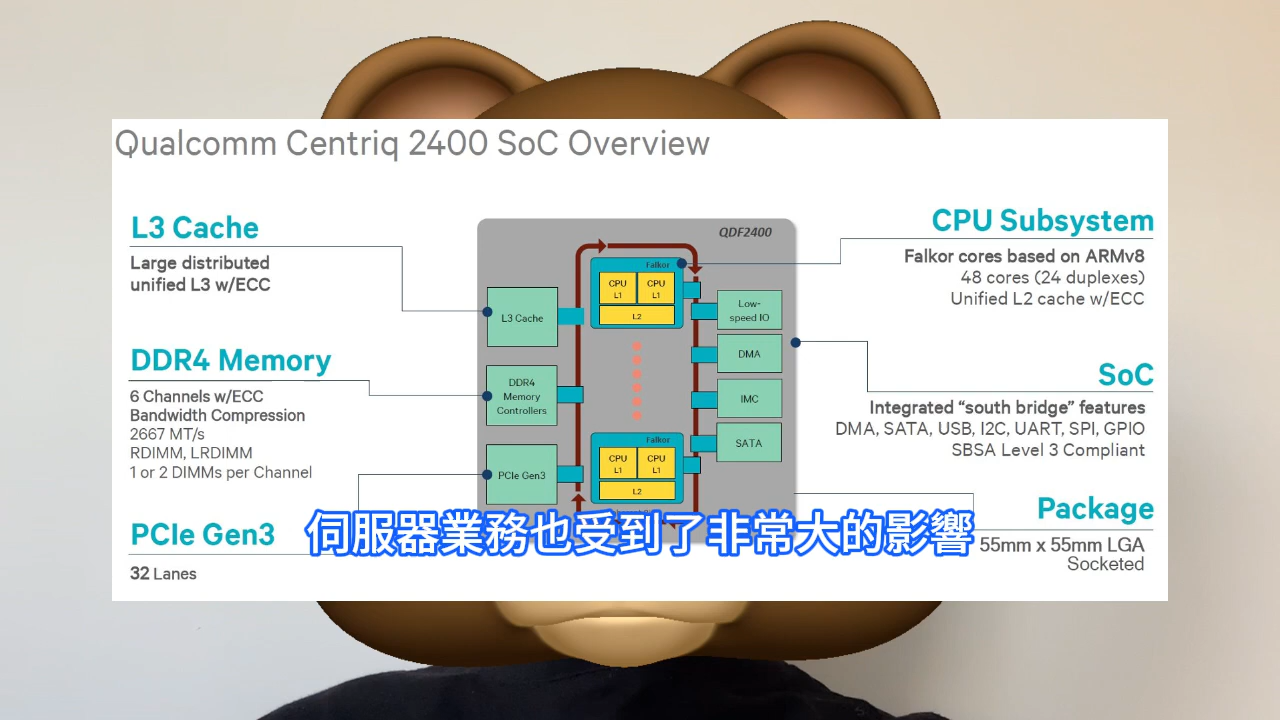 Qualcomm Centriq 2400 SoC Overview
L3 Cache
Large distributed
unified L3 w/ECC
DDR4 Memory
6 Channels w/ECC
Bandwidth Compression
2667 MT/s
RDIMM, LRDIMM
1 or 2 DIMMs per Channel
PCIe Gen3
32 Lanes
QDF2400
Falkor
CPU
L1
CPU
L1
L2
L3 Cache
DDR4
Memory
Controllers
PCIe Gen3
Low-
speed IO
DMA
IMC
SATA
Falkor
CPU
L1
CPU
L1
L2
CPU Subsystem
Falkor cores based on ARMv8
48 cores (24 duplexes)
Unified L2 cache w/ECC
SoC
Integrated “south bridge” features
DMA, SATA, USB, I2C, UART, SPI, GPIO
SBSA Level 3 Compliant
Package
55mm x 55mm LGA
Socketed
伺服器業務也受到了非常大的影響